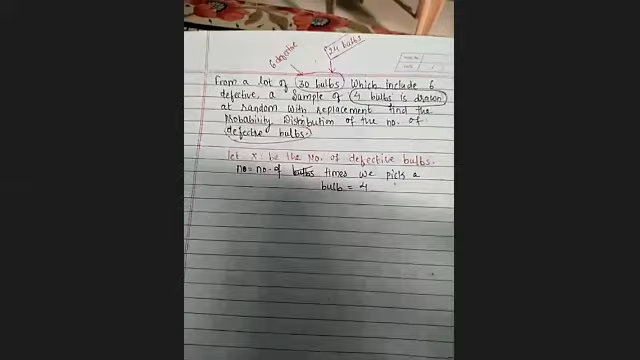 6 defective
24 bulbs
From a lot of 30 bulbs Which include 6
defective, a Sample of 4 bulbs is drawn
at random with replacement find the
Probability Distribution of the no. of
defective bulbs.
let X: be the No. of defective bulbs.
no = no. of bulbs times we pick a
bulb = 4